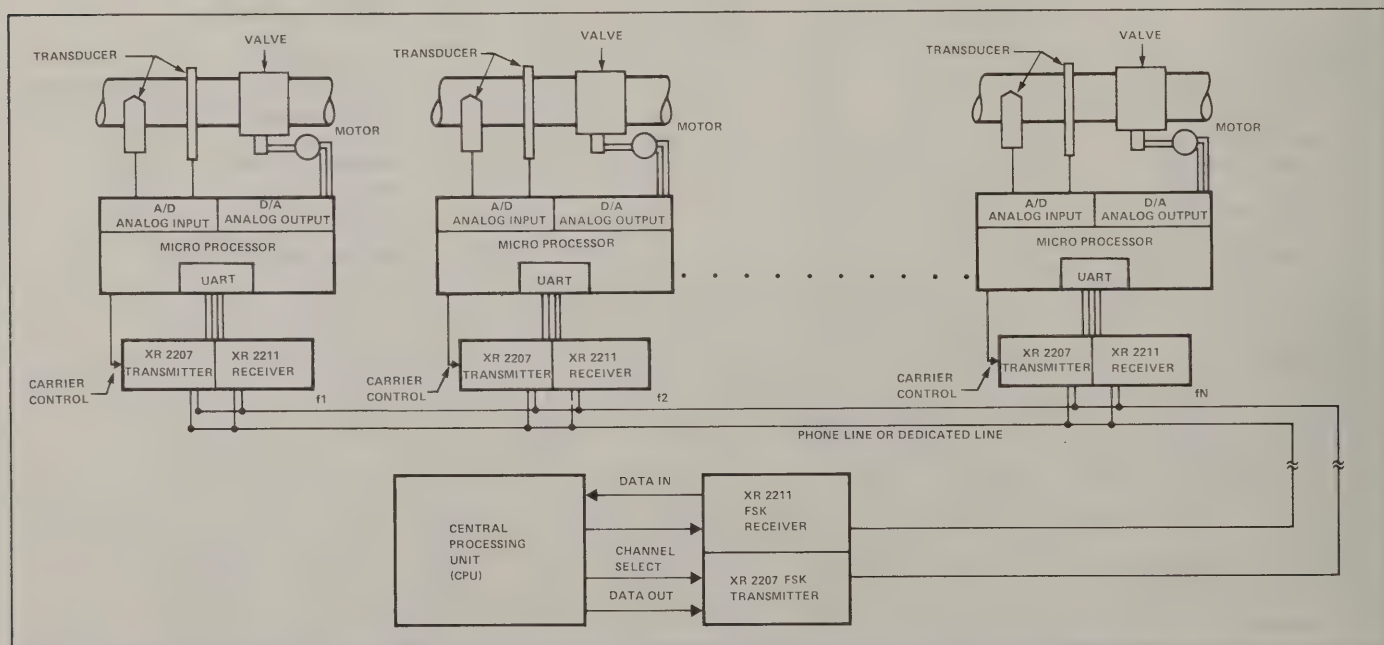 TRANSDUCER
VALVE
MOTOR
A/D
ANALOG INPUT
D/A
ANALOG OUTPUT
MICRO PROCESSOR
UART
XR 2207
TRANSMITTER
XR 2211
RECEIVER
CARRIER
CONTROL
f1
TRANSDUCER
VALVE
MOTOR
A/D
ANALOG INPUT
D/A
ANALOG OUTPUT
MICRO PROCESSOR
UART
XR 2207
TRANSMITTER
XR 2211
RECEIVER
CARRIER
CONTROL
f2
TRANSDUCER
VALVE
MOTOR
A/D
ANALOG INPUT
D/A
ANALOG OUTPUT
MICRO PROCESSOR
UART
XR 2207
TRANSMITTER
XR 2211
RECEIVER
CARRIER
CONTROL
fN
PHONE LINE OR DEDICATED LINE
CENTRAL
PROCESSING
UNIT
(CPU)
DATA IN
CHANNEL
SELECT
DATA OUT
XR 2211
FSK
RECEIVER
XR 2207 FSK
TRANSMITTER